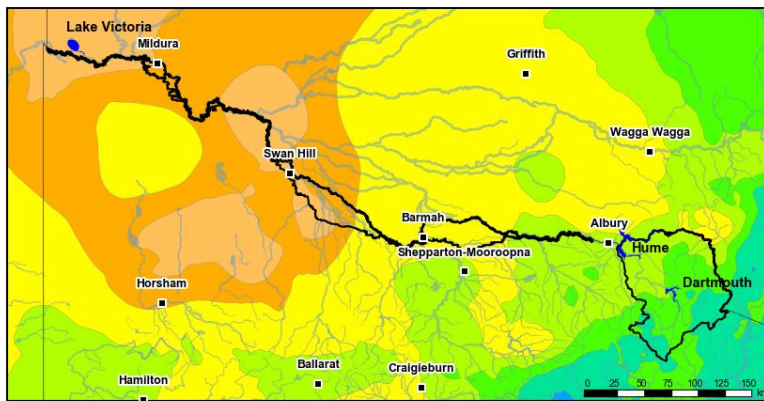 Lake Victoria
Mildura
Griffith
Wagga Wagga
Swan Hill
Barmah
Albury
Hume
Shepparton-Mooroopna
Dartmouth
Horsham
Ballarat
Craigieburn
Hamilton
0 25 50 75 100 125 150
km